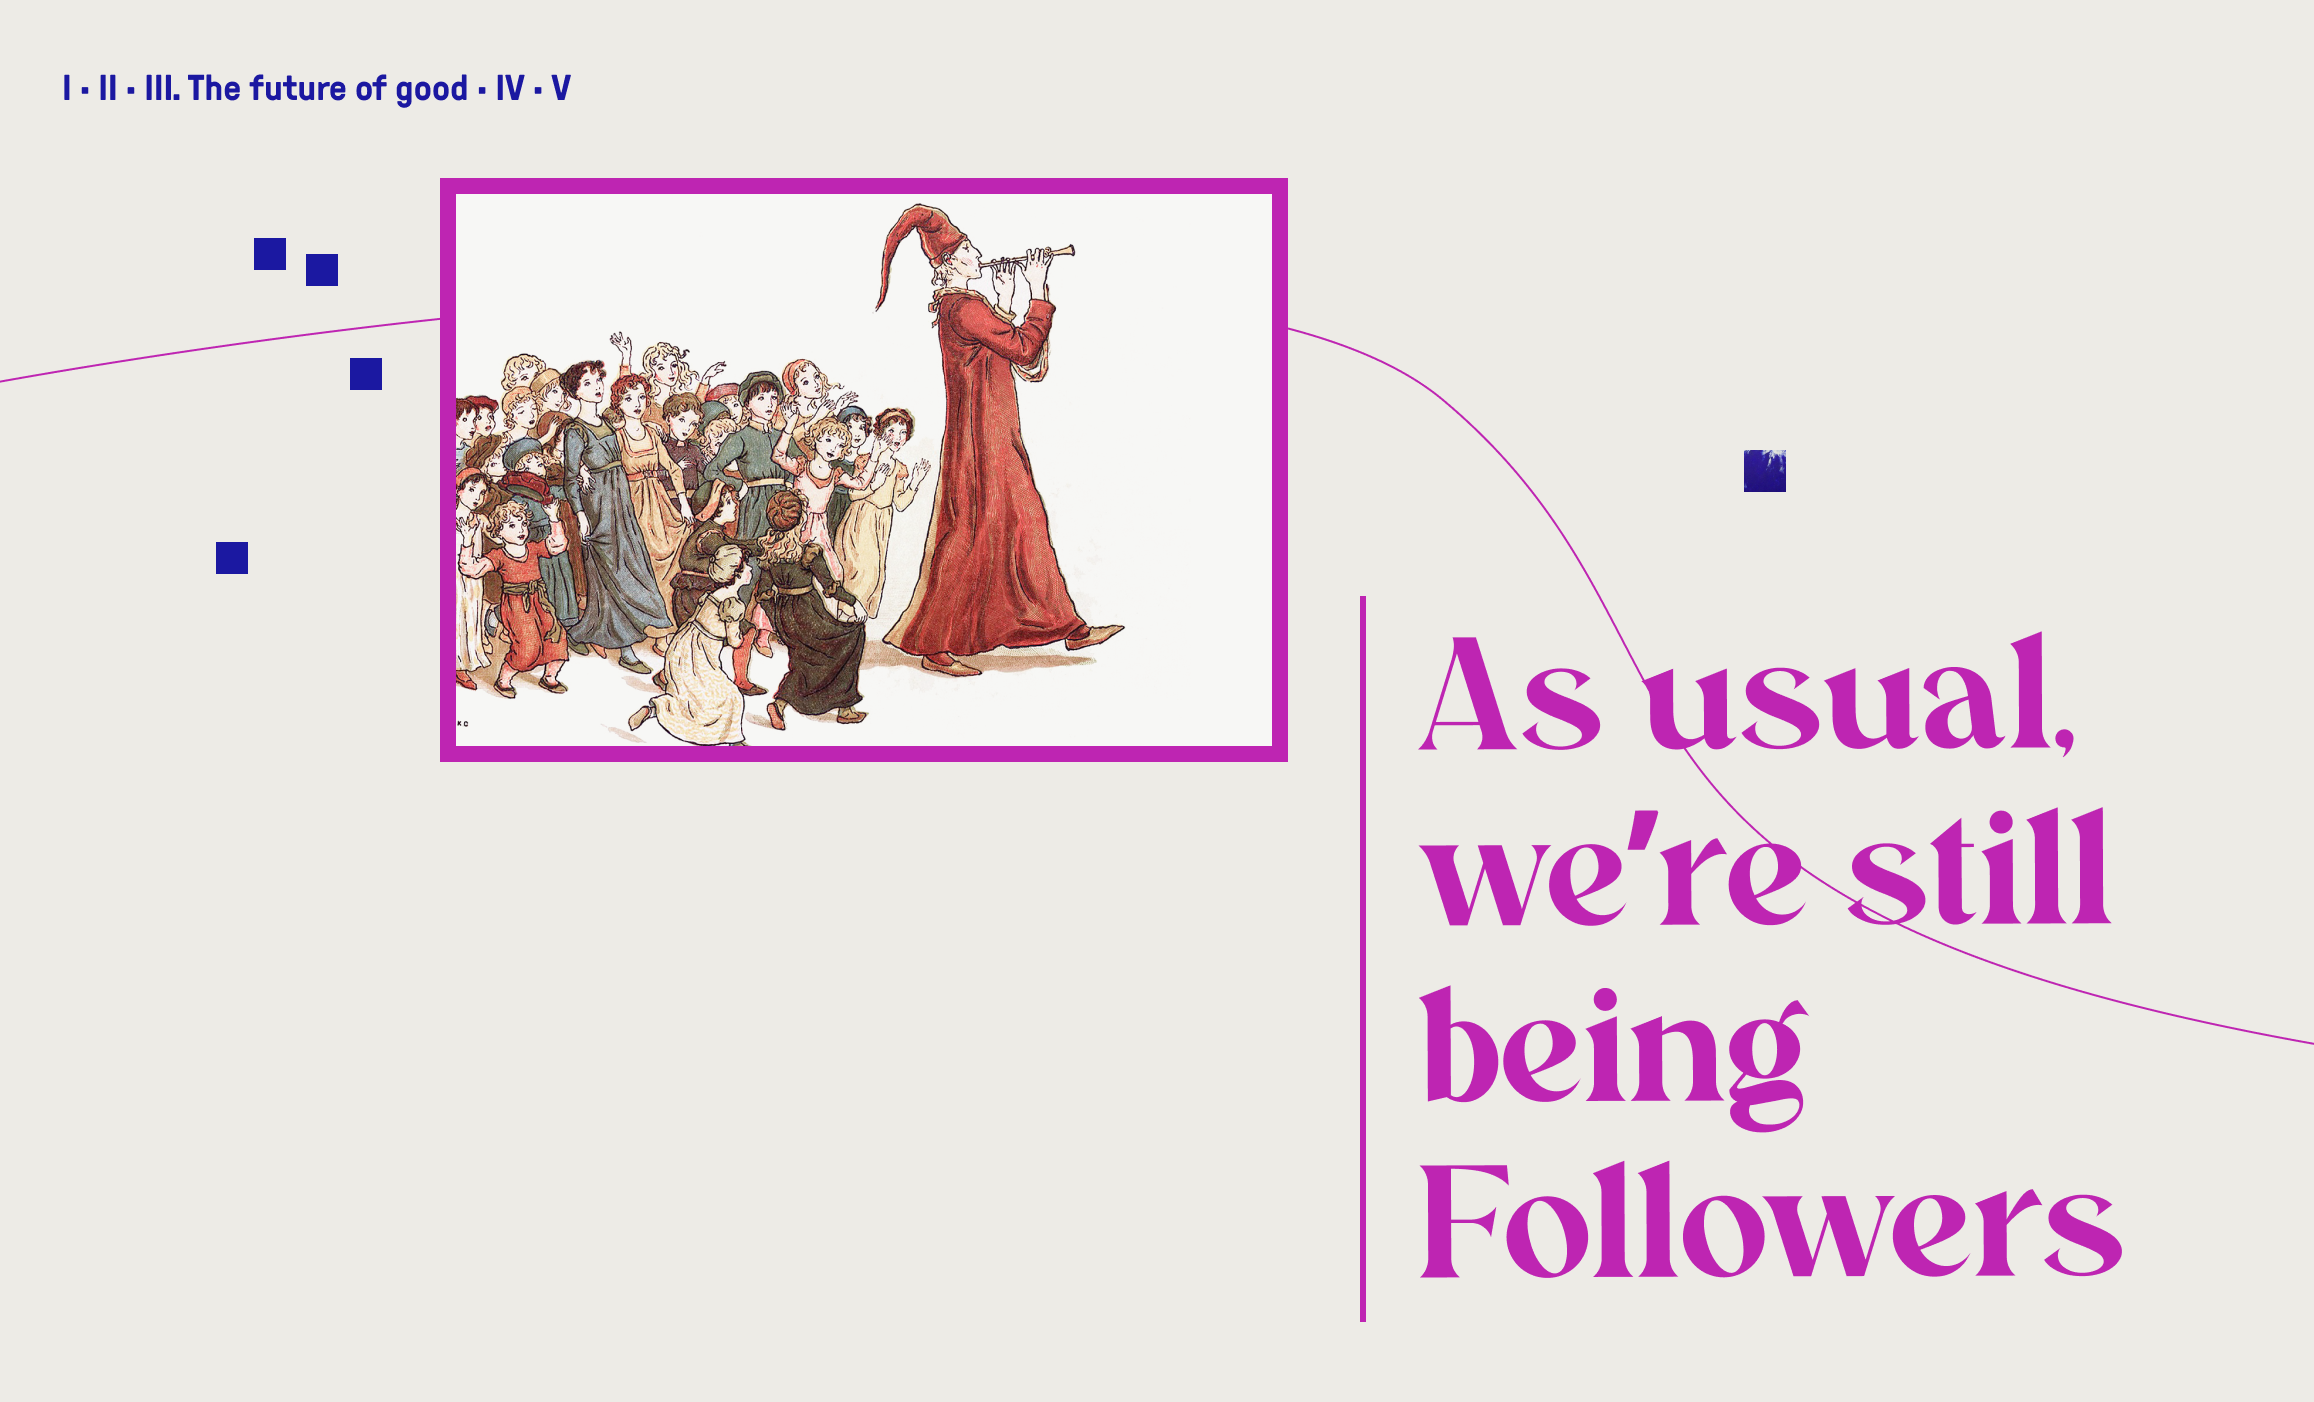 I · II · III. The future of good · IV · V
KG
As usual,
we're still
being
Followers